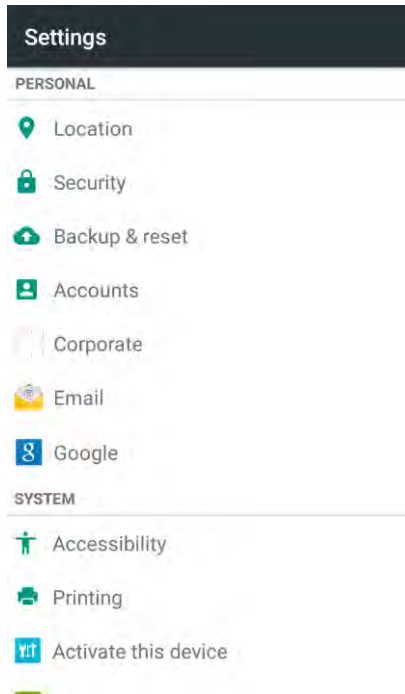 Settings
PERSONAL
Location
Security
Backup & reset
Accounts
Corporate
Email
Google
SYSTEM
Accessibility
Printing
Activate this device